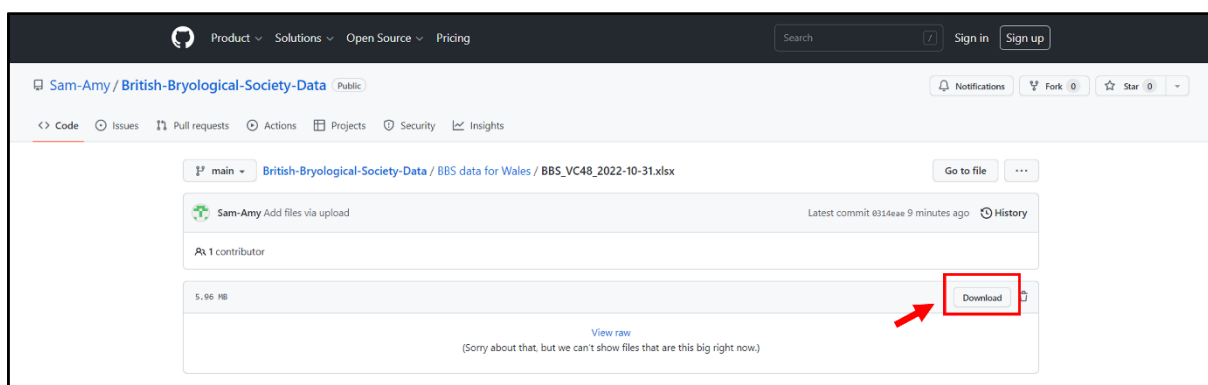 Product Solutions Open Source Pricing Search / Sign in Sign up
Sam-Amy / British-Bryological-Society-Data Public Notifications Fork 0 Star 0
<> Code Issues Pull requests Actions Projects Security Insights
main British-Bryological-Society-Data / BBS data for Wales / BBS_VC48_2022-10-31.xlsx Go to file ...
Sam-Amy Add files via upload Latest commit 0314eae 9 minutes ago History
1 contributor
5.96 MB Download
View raw
(Sorry about that, but we can't show files that are this big right now.)